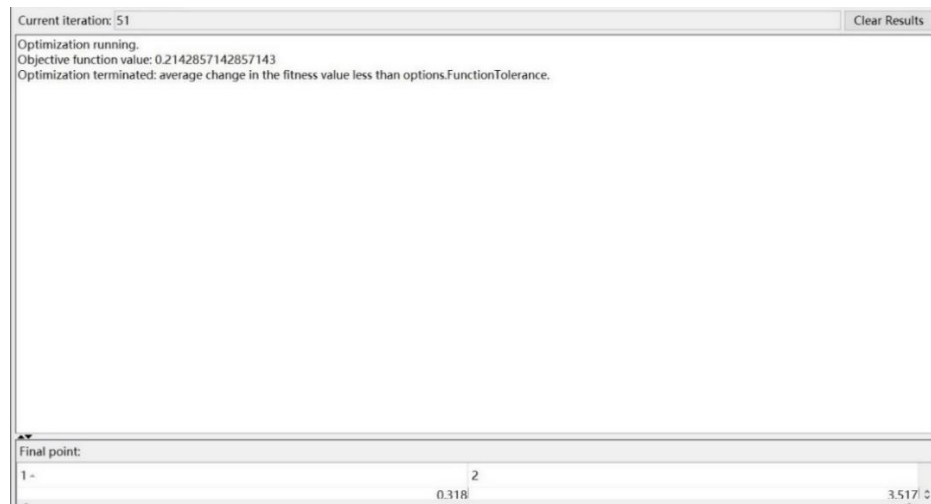 Current iteration: 51 Clear Results
Optimization running.
Objective function value: 0.2142857142857143
Optimization terminated: average change in the fitness value less than options.FunctionTolerance.
Final point:
1 2
0.318 3.517